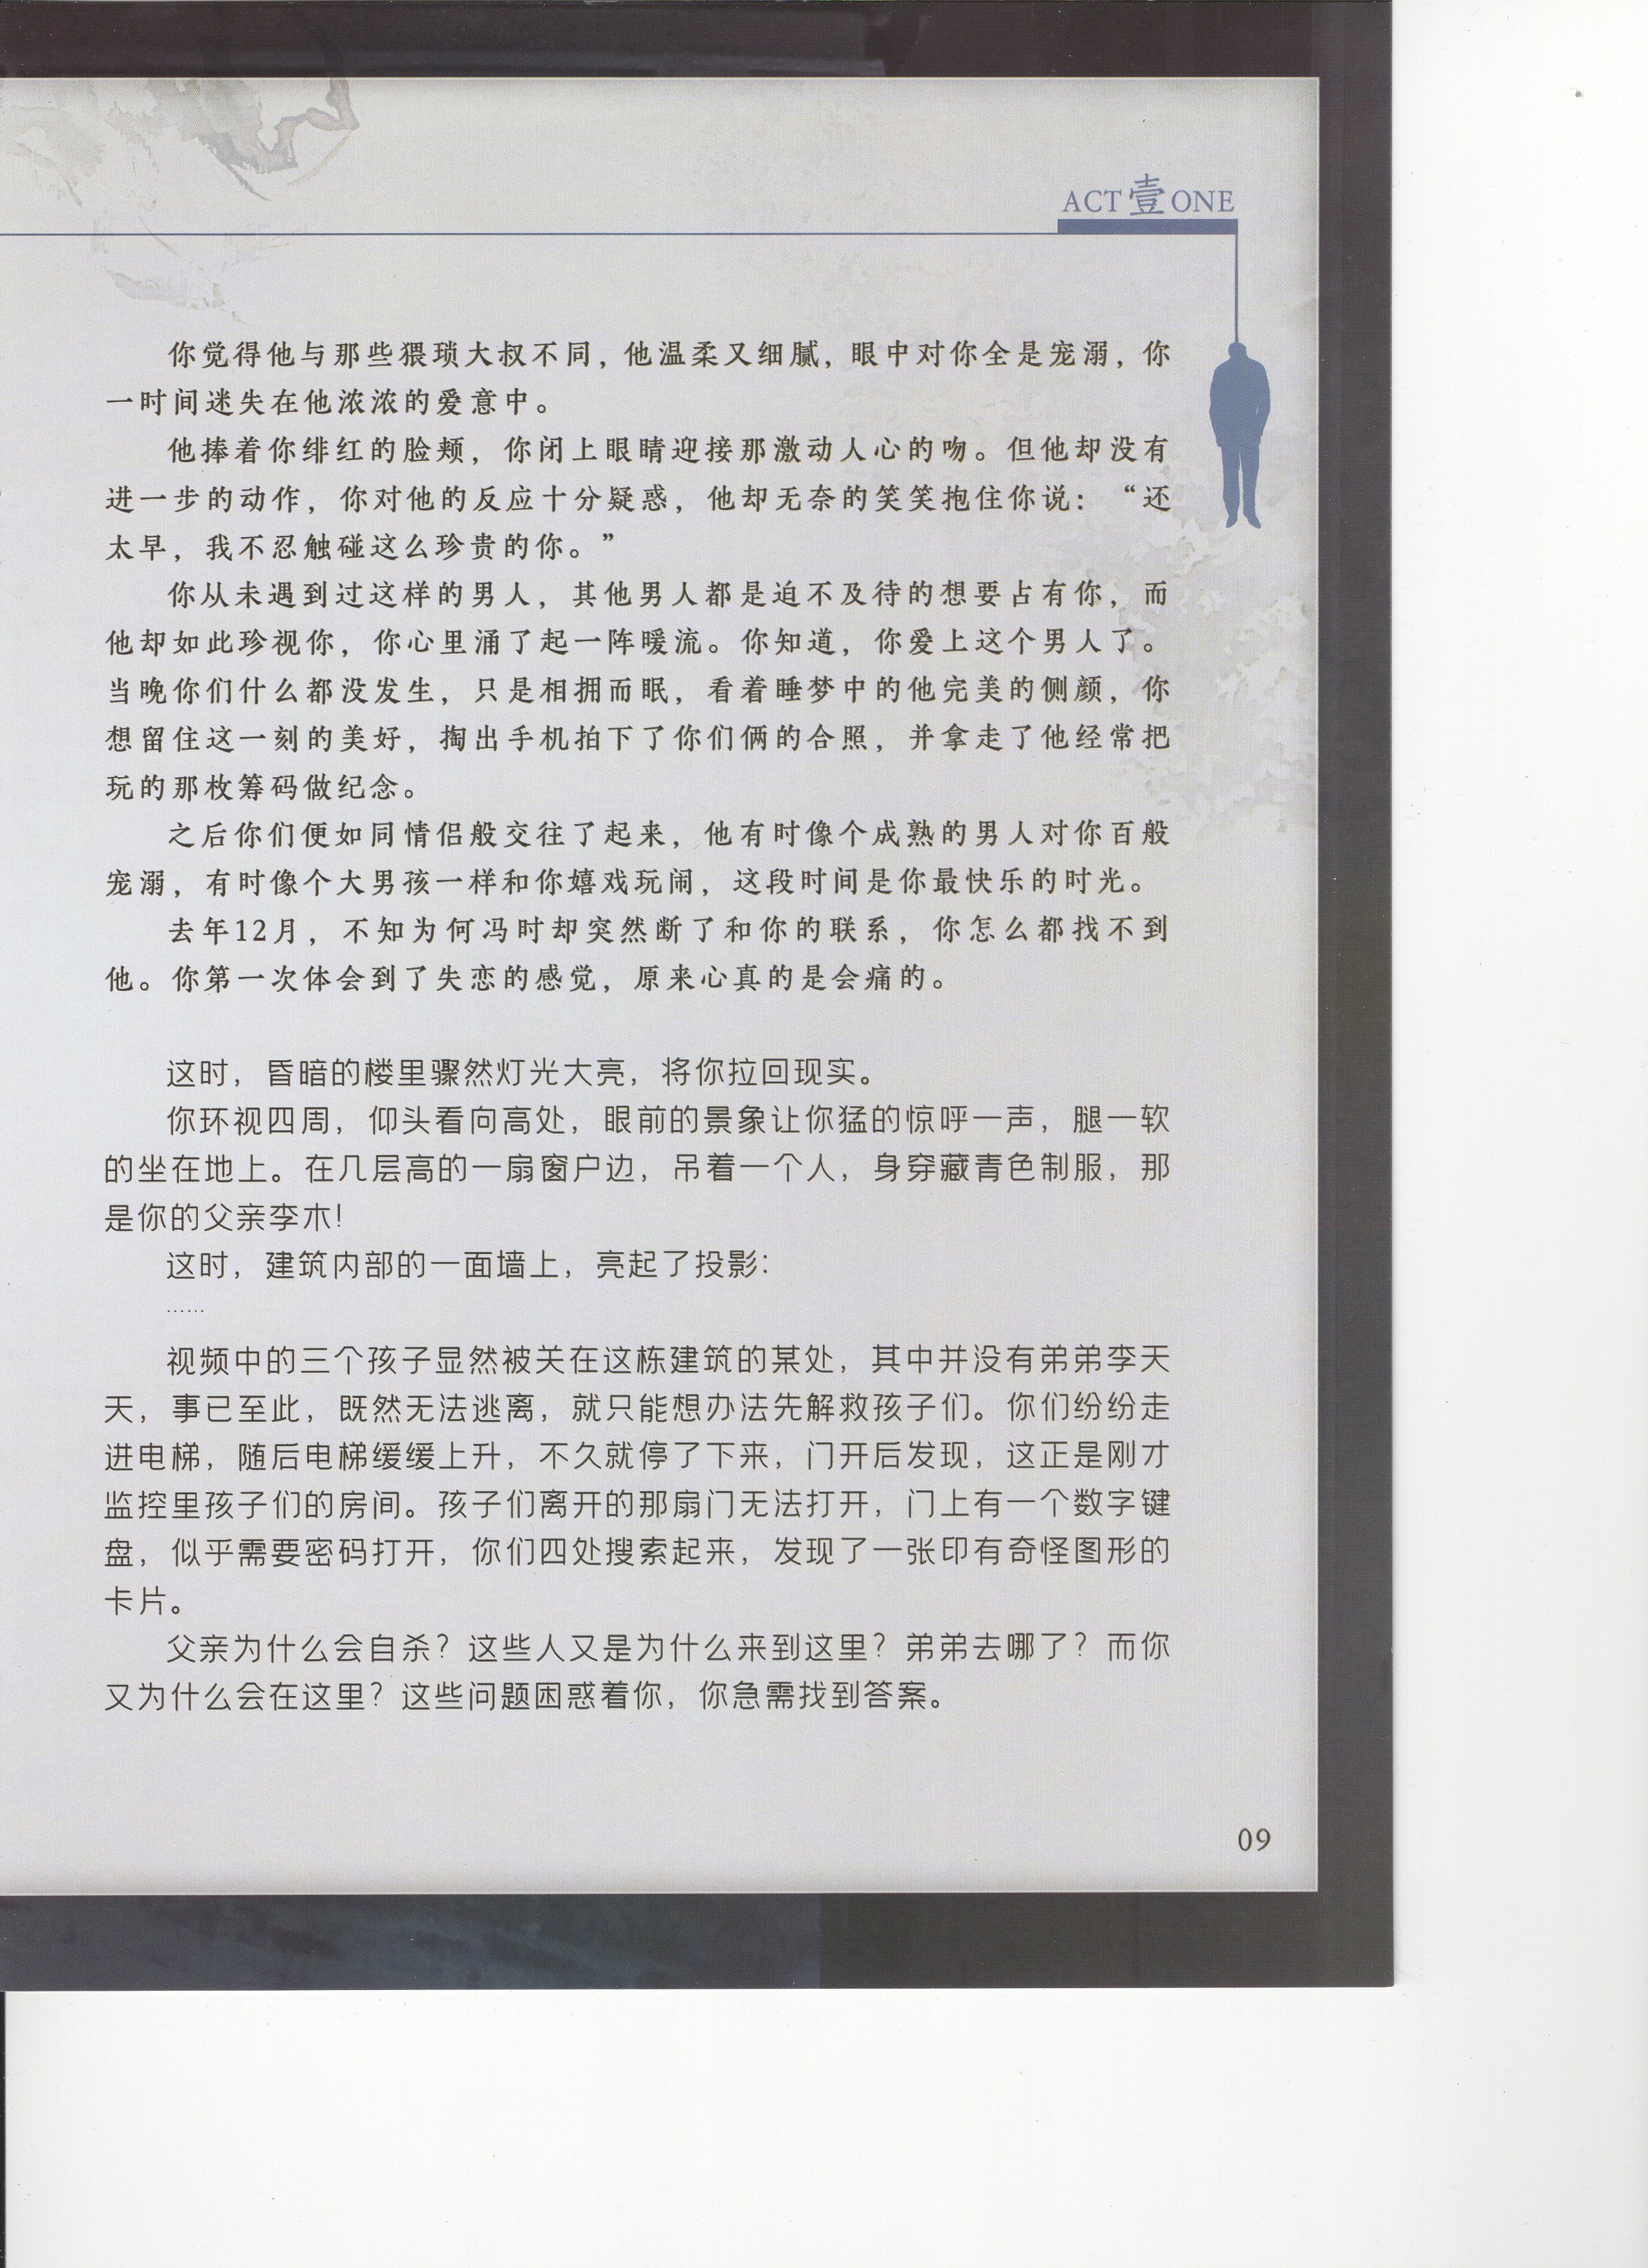 ACT壹ONE
你觉得他与那些猥琐大叔不同，他温柔又细腻，眼中对你全是宠溺，你
一时间迷失在他浓浓的爱意中。
他捧着你绯红的脸颊，你闭上眼睛迎接那激动人心的吻。但他却没有
进一步的动作，你对他的反应十分疑惑，他却无奈的笑笑抱住你说：“还
太早，我不忍触碰这么珍贵的你。”
你从未遇到过这样的男人，其他男人都是迫不及待的想要占有你，而
他却如此珍视你，你心里涌了起一阵暖流。你知道，你爱上这个男人了。
当晚你们什么都没发生，只是相拥而眠，看着睡梦中的他完美的侧颜，你
想留住这一刻的美好，掏出手机拍下了你们俩的合照，并拿走了他经常把
玩的那枚筹码做纪念。
之后你们便如同情侣般交往了起来，他有时像个成熟的男人对你百般
宠溺，有时像个大男孩一样和你嬉戏玩闹，这段时间是你最快乐的时光。
去年12月，不知为何冯时却突然断了和你的联系，你怎么都找不到
他。你第一次体会到了失恋的感觉，原来心真的是会痛的。
这时，昏暗的楼里骤然灯光大亮，将你拉回现实。
你环视四周，仰头看向高处，眼前的景象让你猛的惊呼一声，腿一软
的坐在地上。在几层高的一扇窗户边，吊着一个人，身穿藏青色制服，那
是你的父亲李木！
这时，建筑内部的一面墙上，亮起了投影：
……
视频中的三个孩子显然被关在这栋建筑的某处，其中并没有弟弟李天
天，事已至此，既然无法逃离，就只能想办法先解救孩子们。你们纷纷走
进电梯，随后电梯缓缓上升，不久就停了下来，门开后发现，这正是刚才
监控里孩子们的房间。孩子们离开的那扇门无法打开，门上有一个数字键
盘，似乎需要密码打开，你们四处搜索起来，发现了一张印有奇怪图形的
卡片。
父亲为什么会自杀？这些人又是为什么来到这里？弟弟去哪了？而你
又为什么会在这里？这些问题困惑着你，你急需找到答案。
09